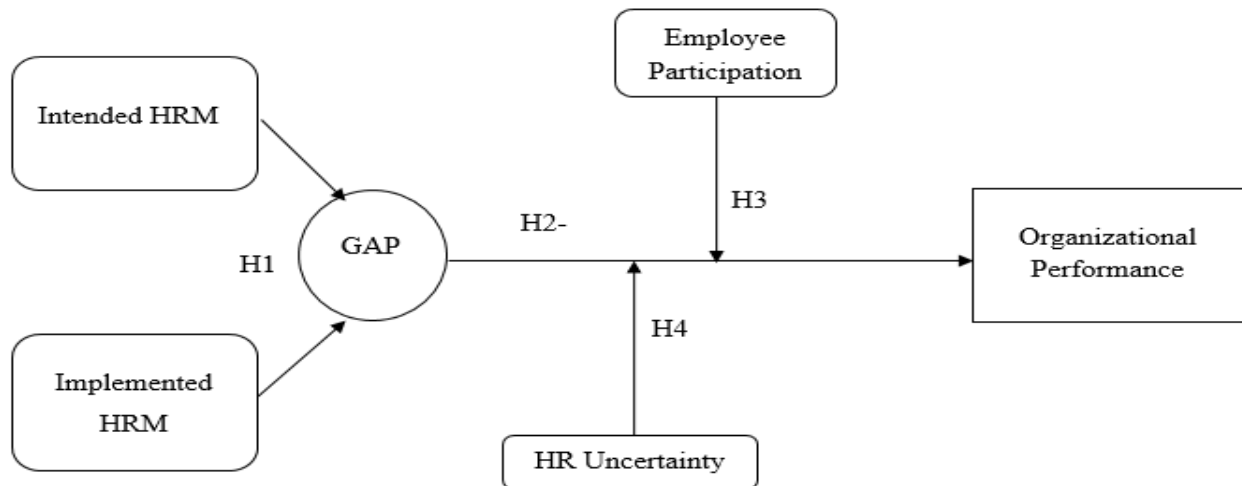 Employee
Participation
Intended HRM
H3
H2-
GAP
H1
Organizational
Performance
H4
Implemented
HRM
HR Uncertainty